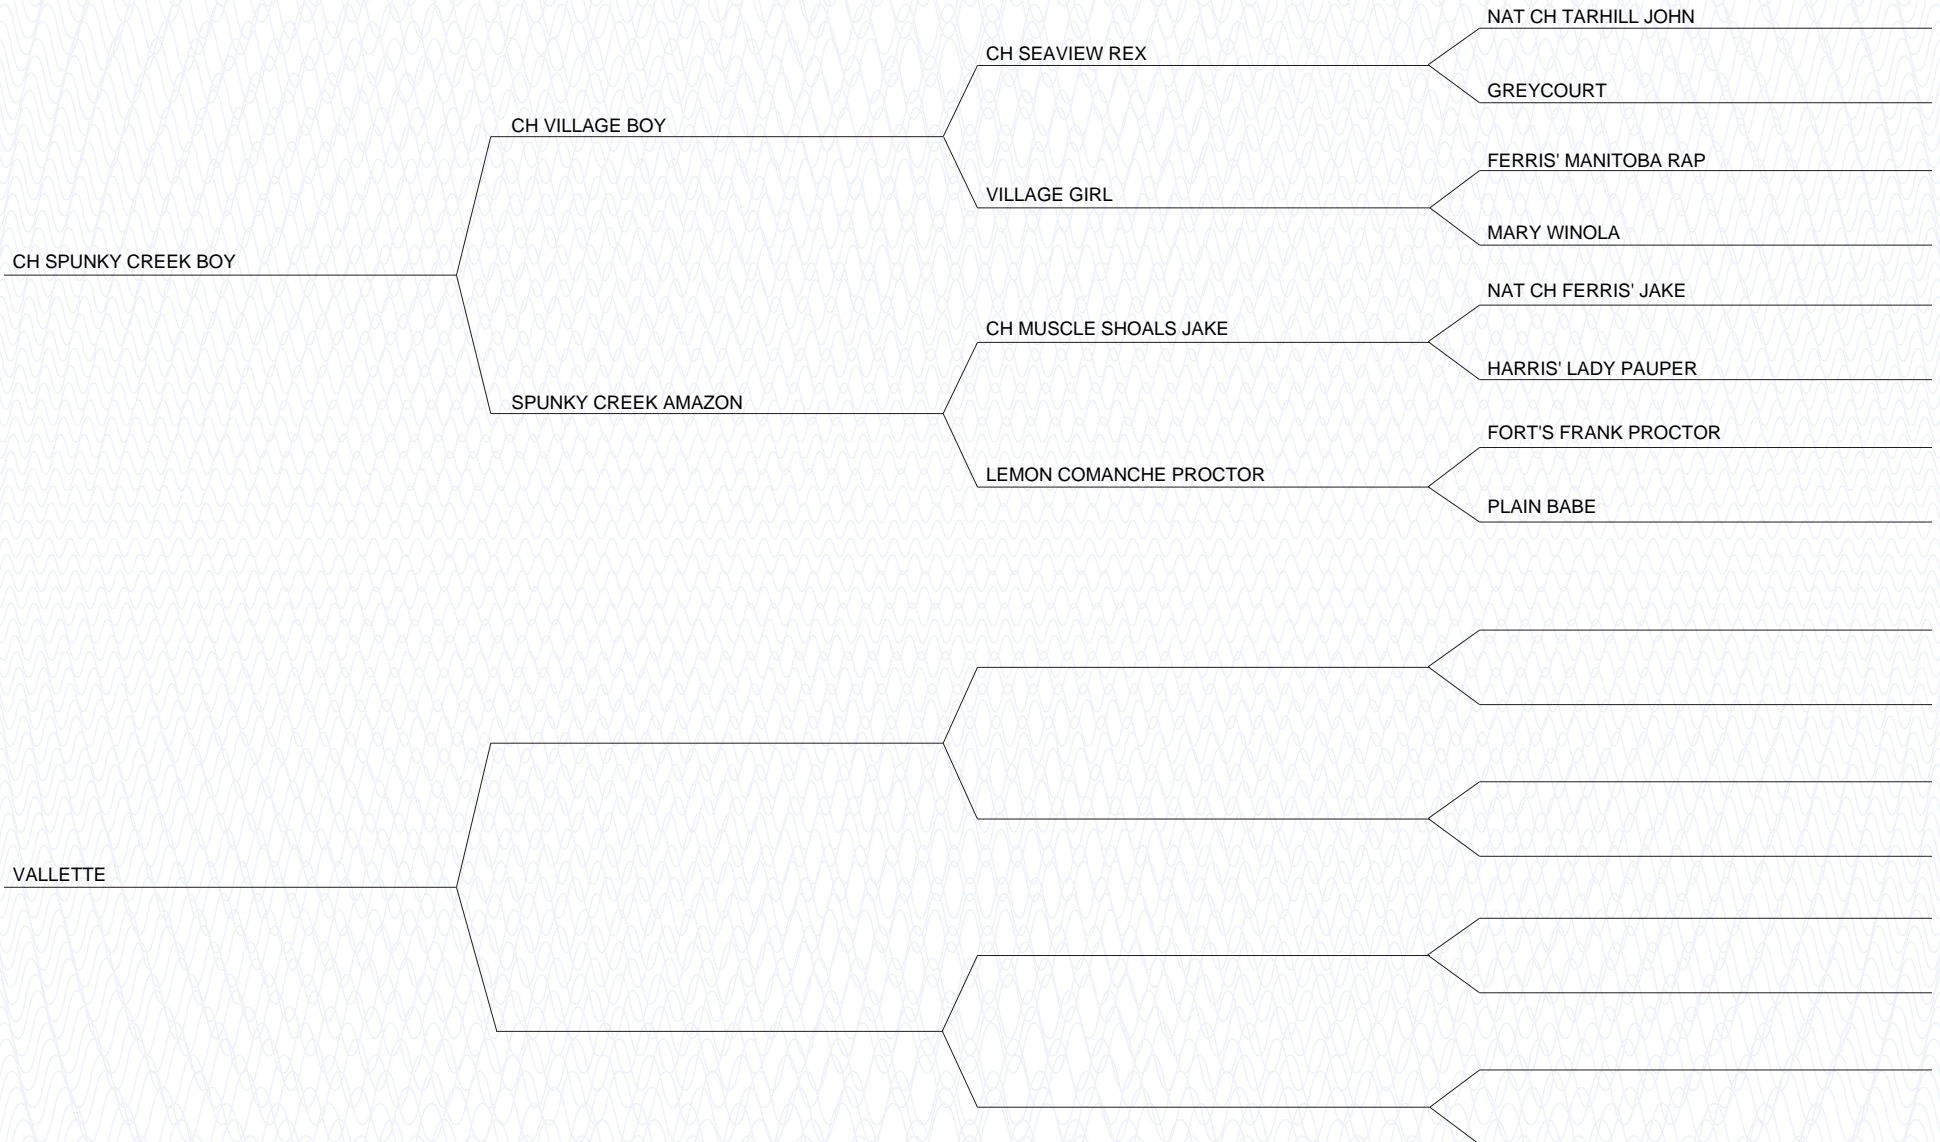 NAT CH TARHILL JOHN
CH SEAVIEW REX
GREYCOURT
CH VILLAGE BOY
FERRIS' MANITOBA RAP
VILLAGE GIRL
MARY WINOLA
CH SPUNKY CREEK BOY
NAT CH FERRIS' JAKE
CH MUSCLE SHOALS JAKE
HARRIS' LADY PAUPER
SPUNKY CREEK AMAZON
FORT'S FRANK PROCTOR
LEMON COMANCHE PROCTOR
PLAIN BABE
VALLETTE